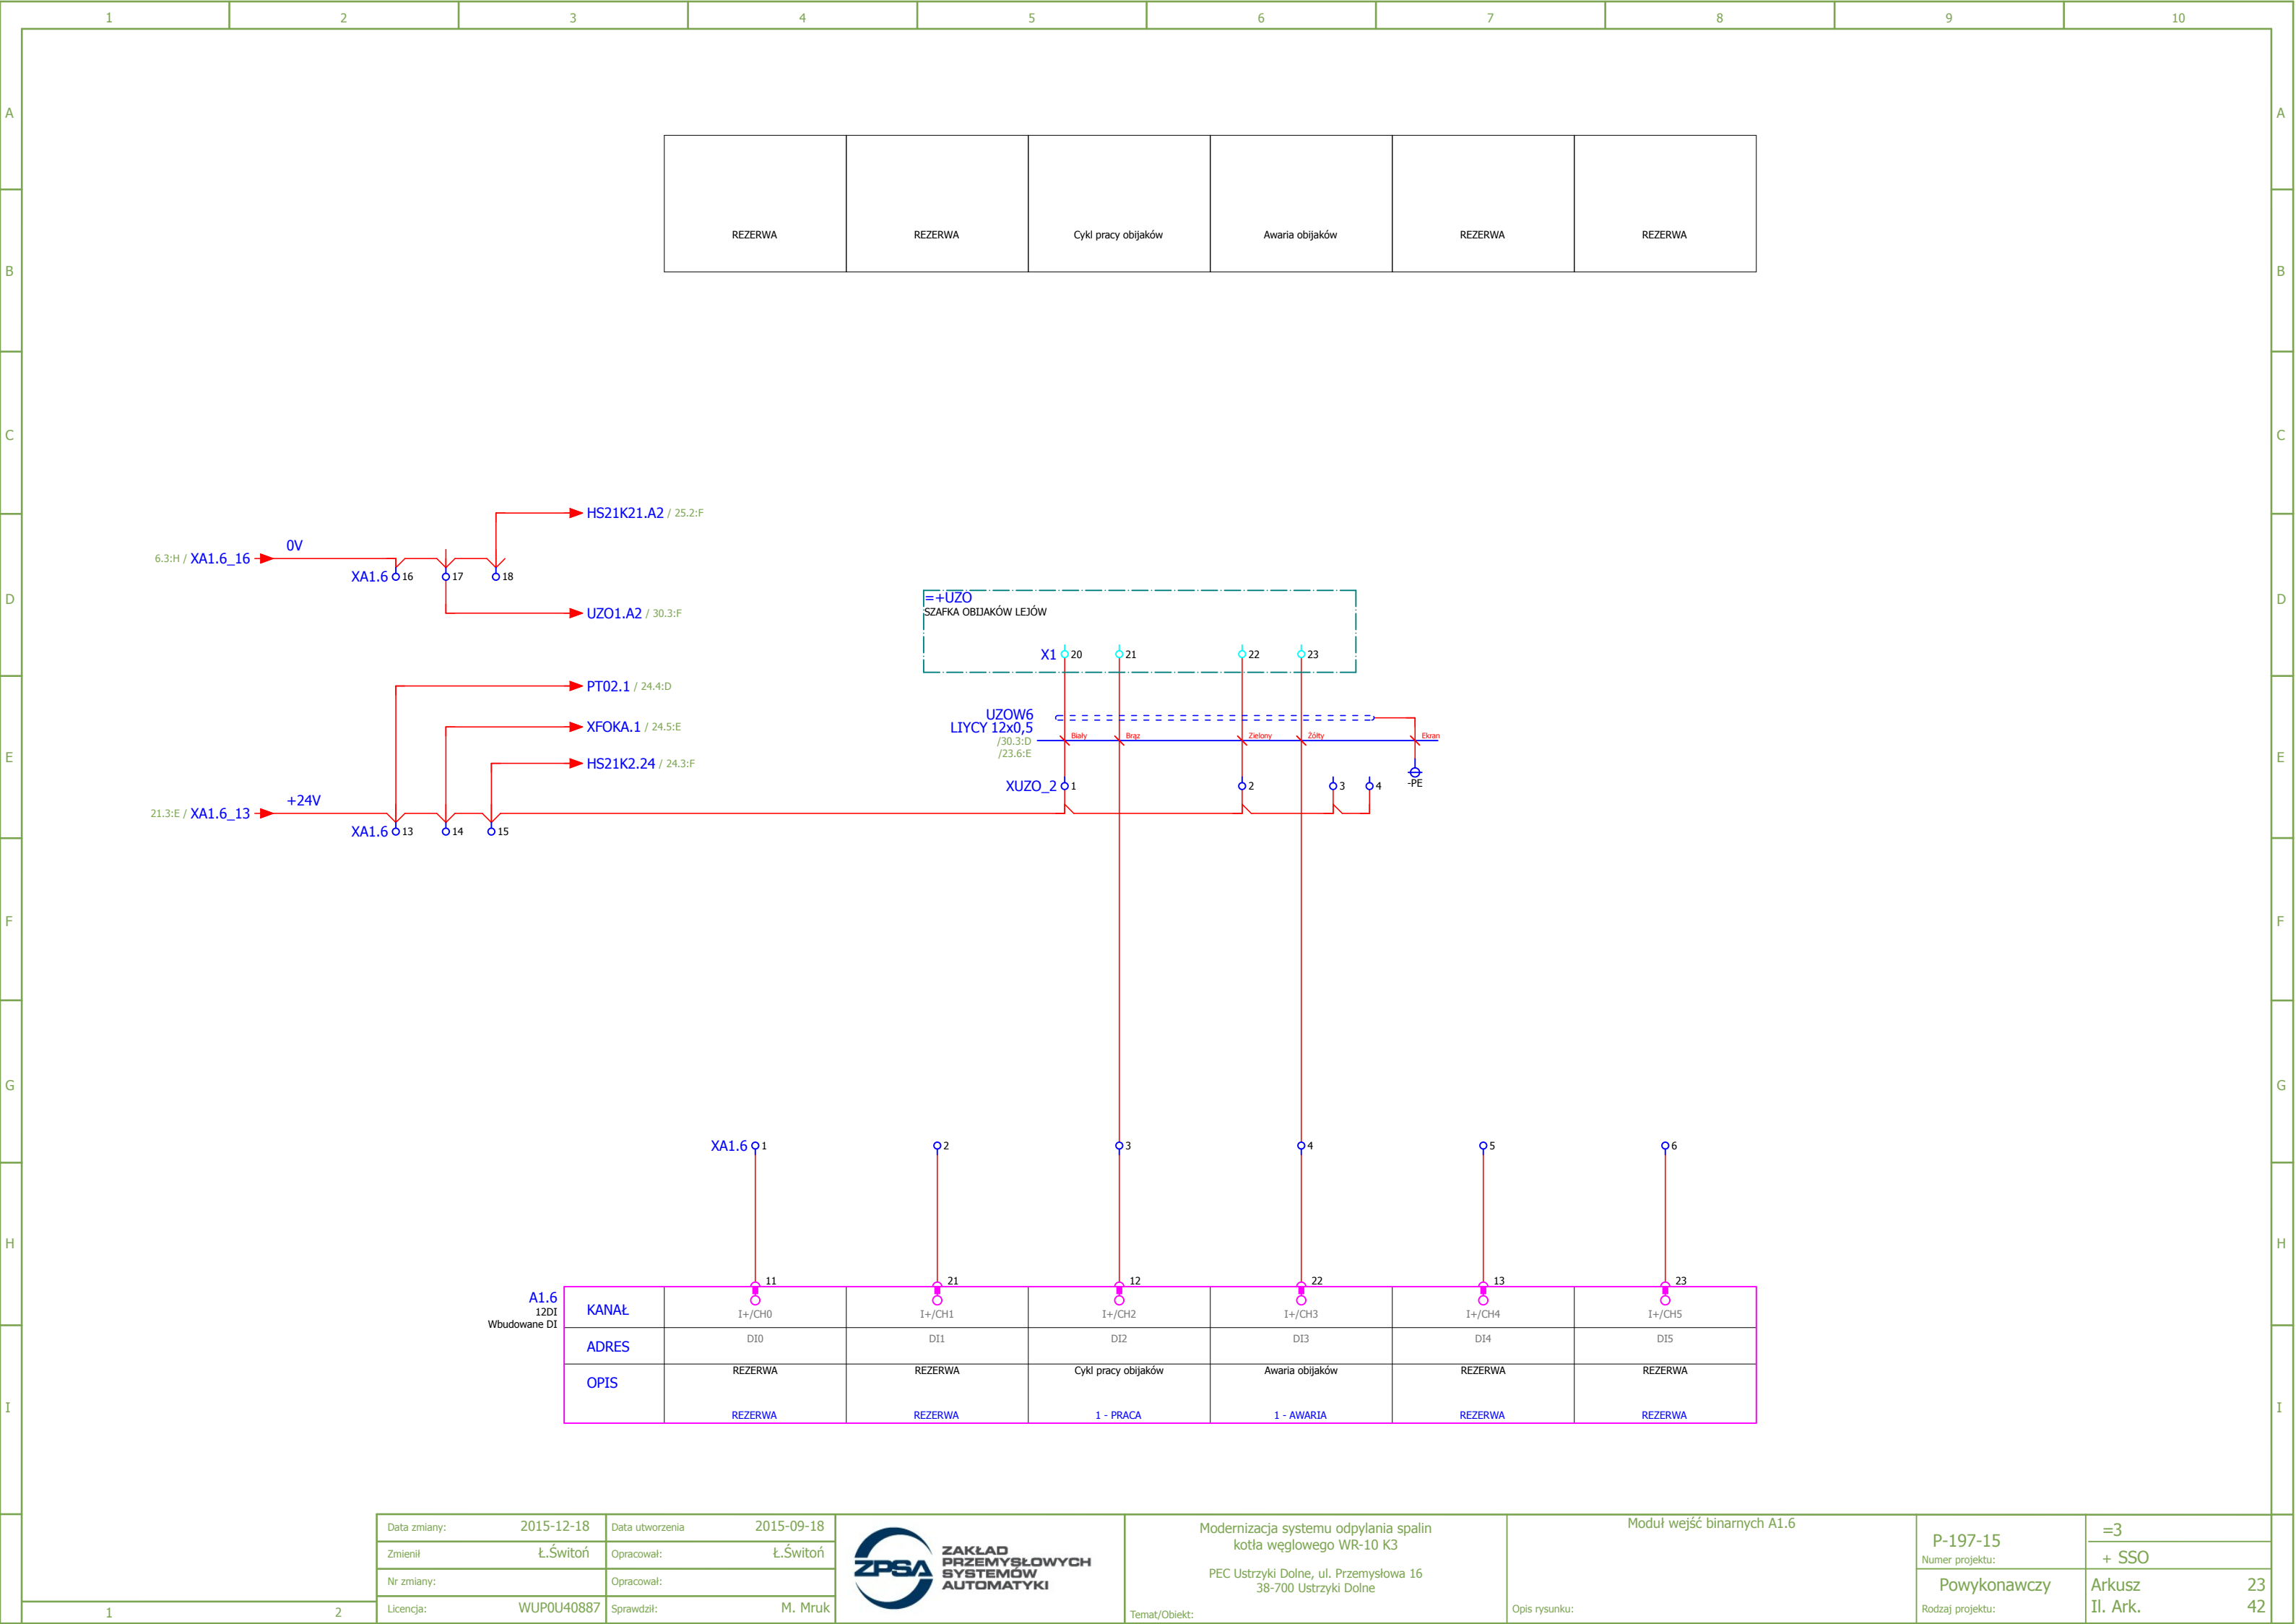 1 2 3 4 5 6 7 8 9 10
A A
B B
C C
D D
E E
F F
G G
H H
I I
REZERWA REZERWA Cykl pracy obijaków Awaria obijaków REZERWA REZERWA
HS21K21.A2 / 25.2:F
0V
6.3:H / XA1.6_16
XA1.6 16 17 18
UZO1.A2 / 30.3:F
=+UZO
SZAFKA OBIJAKÓW LEJÓW
X1 20 21 22 23
PT02.1 / 24.4:D
XFOKA.1 / 24.5:E
HS21K2.24 / 24.3:F
UZOW6
LIYCY 12x0,5
/30.3:D
/23.6:E
Biały Brąz Zielony Żółty Ekran
XUZO_2 1 2 3 4 -PE
+24V
21.3:E / XA1.6_13
XA1.6 13 14 15
XA1.6 1 2 3 4 5 6
11 21 12 22 13 23
A1.6
12DI
Wbudowane DI
KANAŁ I+/CH0 I+/CH1 I+/CH2 I+/CH3 I+/CH4 I+/CH5
ADRES DI0 DI1 DI2 DI3 DI4 DI5
OPIS REZERWA REZERWA Cykl pracy obijaków Awaria obijaków REZERWA REZERWA
REZERWA REZERWA 1 - PRACA 1 - AWARIA REZERWA REZERWA
1 2
Data zmiany: 2015-12-18 Data utworzenia 2015-09-18
Zmienił Ł.Świtoń Opracował: Ł.Świtoń
Nr zmiany: Opracował:
Licencja: WUP0U40887 Sprawdził: M. Mruk
ZPSA
ZAKŁAD
PRZEMYSŁOWYCH
SYSTEMÓW
AUTOMATYKI
Modernizacja systemu odpylania spalin
kotła węglowego WR-10 K3
PEC Ustrzyki Dolne, ul. Przemysłowa 16
38-700 Ustrzyki Dolne
Temat/Obiekt:
Moduł wejść binarnych A1.6
Opis rysunku:
P-197-15
Numer projektu:
Powykonawczy
Rodzaj projektu:
=3
+ SSO
Arkusz 23
Il. Ark. 42